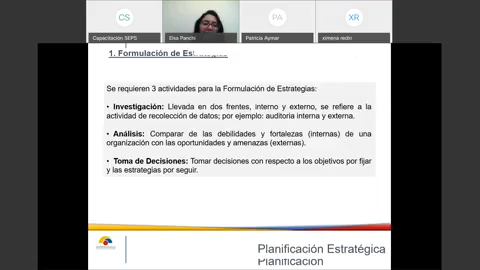 CS
PA
XR
Capacitación SEPS
Elsa Panchi
Patricia Aymar
ximena redin
1. Formulación de Estrategias
Se requieren 3 actividades para la Formulación de Estrategias:
• Investigación: Llevada en dos frentes, interno y externo, se refiere a la
actividad de recolección de datos; por ejemplo: auditoria interna y externa.
• Análisis: Comparar de las debilidades y fortalezas (internas) de una
organización con las oportunidades y amenazas (externas).
• Toma de Decisiones: Tomar decisiones con respecto a los objetivos por fijar
y las estrategias por seguir.
Planificación Estratégica
Planificación